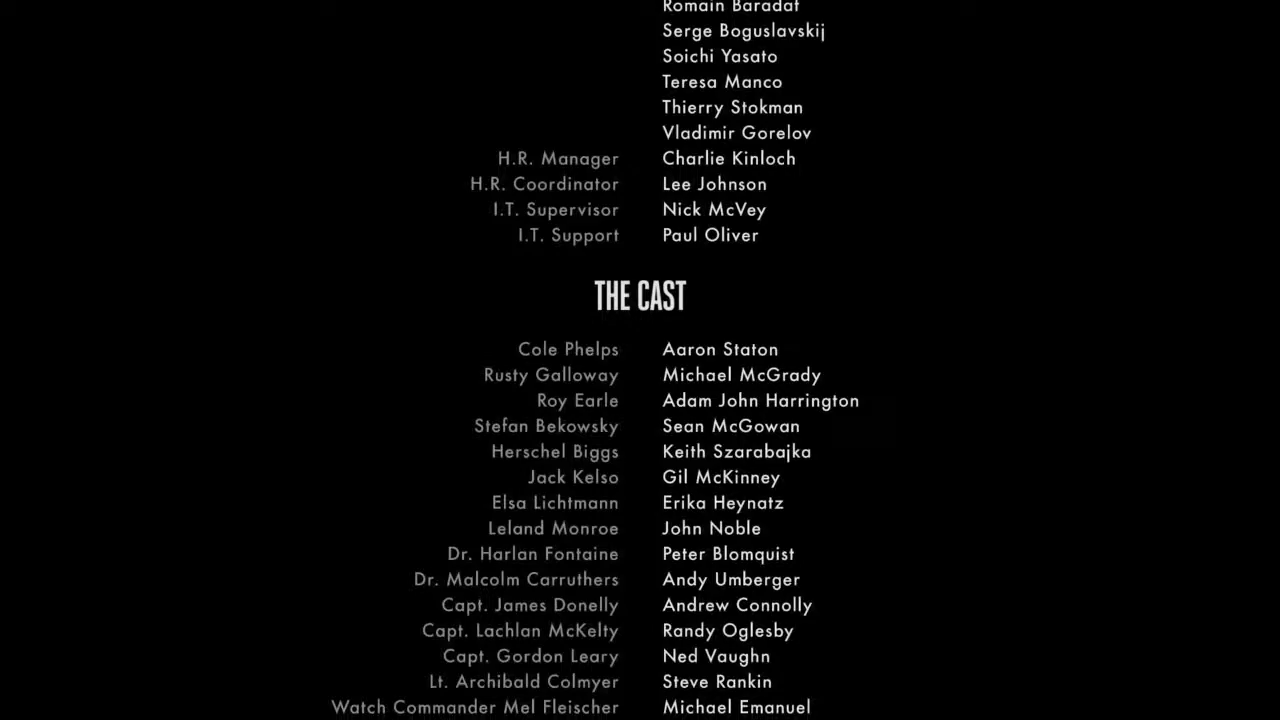 Romain Baradat
Serge Boguslavskij
Soichi Yasato
Teresa Manco
Thierry Stokman
Vladimir Gorelov
H.R. Manager Charlie Kinloch
H.R. Coordinator Lee Johnson
I.T. Supervisor Nick McVey
I.T. Support Paul Oliver
THE CAST
Cole Phelps Aaron Staton
Rusty Galloway Michael McGrady
Roy Earle Adam John Harrington
Stefan Bekowsky Sean McGowan
Herschel Biggs Keith Szarabajka
Jack Kelso Gil McKinney
Elsa Lichtmann Erika Heynatz
Leland Monroe John Noble
Dr. Harlan Fontaine Peter Blomquist
Dr. Malcolm Carruthers Andy Umberger
Capt. James Donelly Andrew Connolly
Capt. Lachlan McKelty Randy Oglesby
Capt. Gordon Leary Ned Vaughn
Lt. Archibald Colmyer Steve Rankin
Watch Commander Mel Fleischer Michael Emanuel